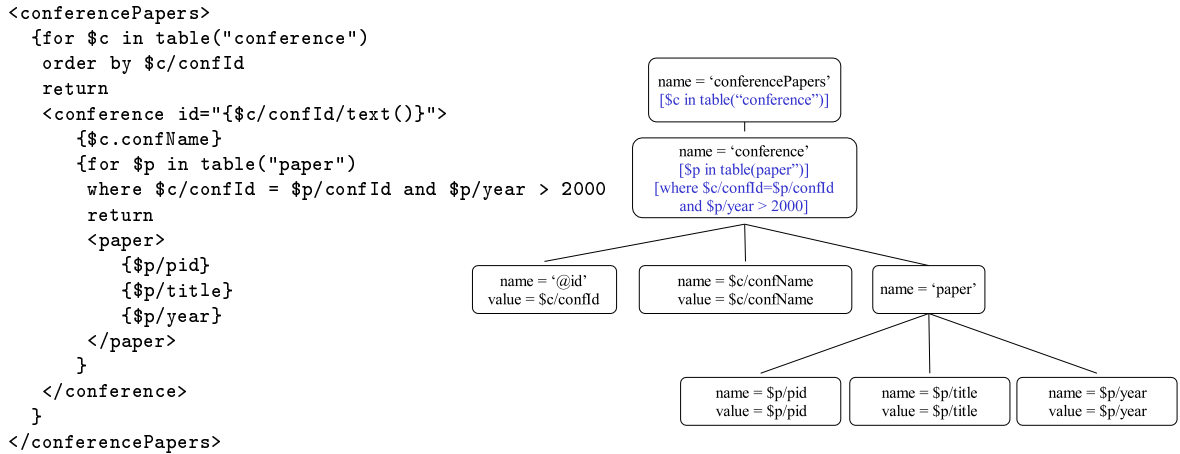 <conferencePapers>
{for $c in table("conference")
order by $c/confId
return
<conference id="{$c/confId/text()}">
{$c.confName}
{for $p in table("paper")
where $c/confId = $p/confId and $p/year > 2000
return
<paper>
{$p/pid}
{$p/title}
{$p/year}
</paper>
}
</conference>
}
</conferencePapers>
name = ‘conferencePapers’
[$c in table(“conference”)]
name = ‘conference’
[$p in table(paper”)]
[where $c/confId=$p/confId
and $p/year > 2000]
name = ‘@id’
value = $c/confId
name = $c/confName
value = $c/confName
name = ‘paper’
name = $p/pid
value = $p/pid
name = $p/title
value = $p/title
name = $p/year
value = $p/year